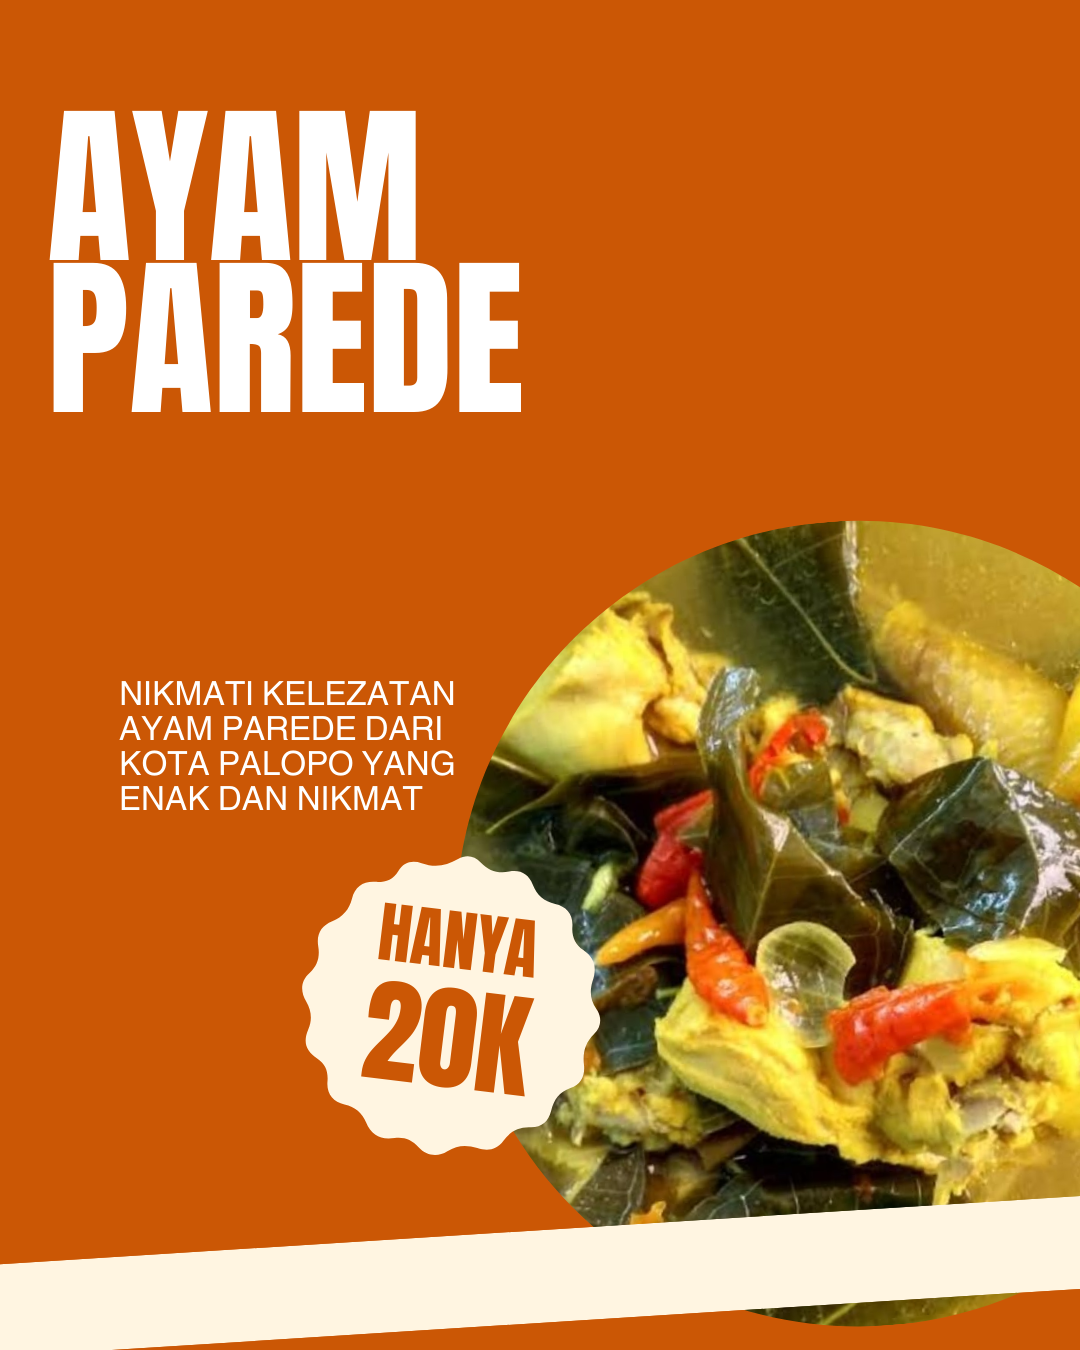 AYAM
PAREDE
NIKMATI KELEZATAN
AYAM PAREDE DARI
KOTA PALOPO YANG
ENAK DAN NIKMAT
HANYA
20K